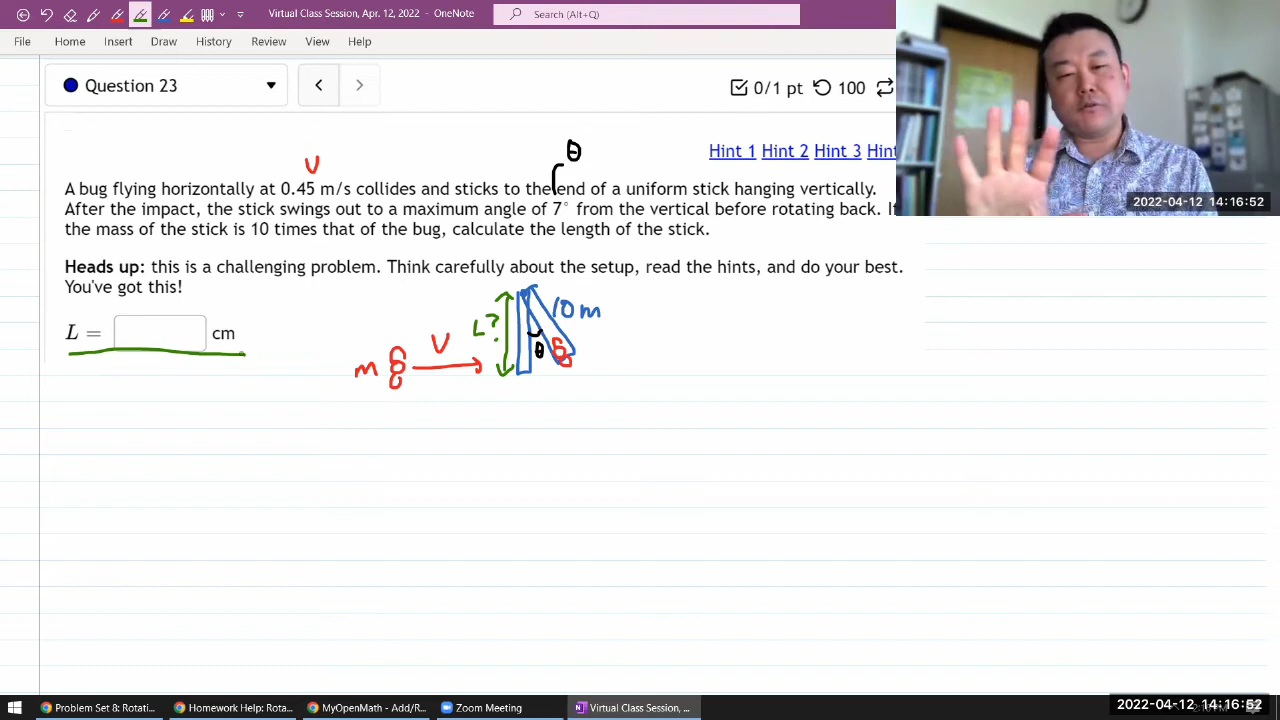 Virtual Class Session, Apr. 12, 2022 - OneNote
Search (Alt+Q)
File Home Insert Draw History Review View Help
Question 23
0/1 pt 100
θ
V
Hint 1 Hint 2 Hint 3 Hin
A bug flying horizontally at 0.45 m/s collides and sticks to the end of a uniform stick hanging vertically.
After the impact, the stick swings out to a maximum angle of 7° from the vertical before rotating back. If
the mass of the stick is 10 times that of the bug, calculate the length of the stick.
Heads up: this is a challenging problem. Think carefully about the setup, read the hints, and do your best.
You've got this!
L = cm
L?
10m
m
V
θ
2022-04-12 14:16:52
Problem Set & Rotati...
Homework Help: Rota...
MyOpenMath - Add/R...
Zoom Meeting
Virtual Class Session,...
2022-04-12 14:16:52